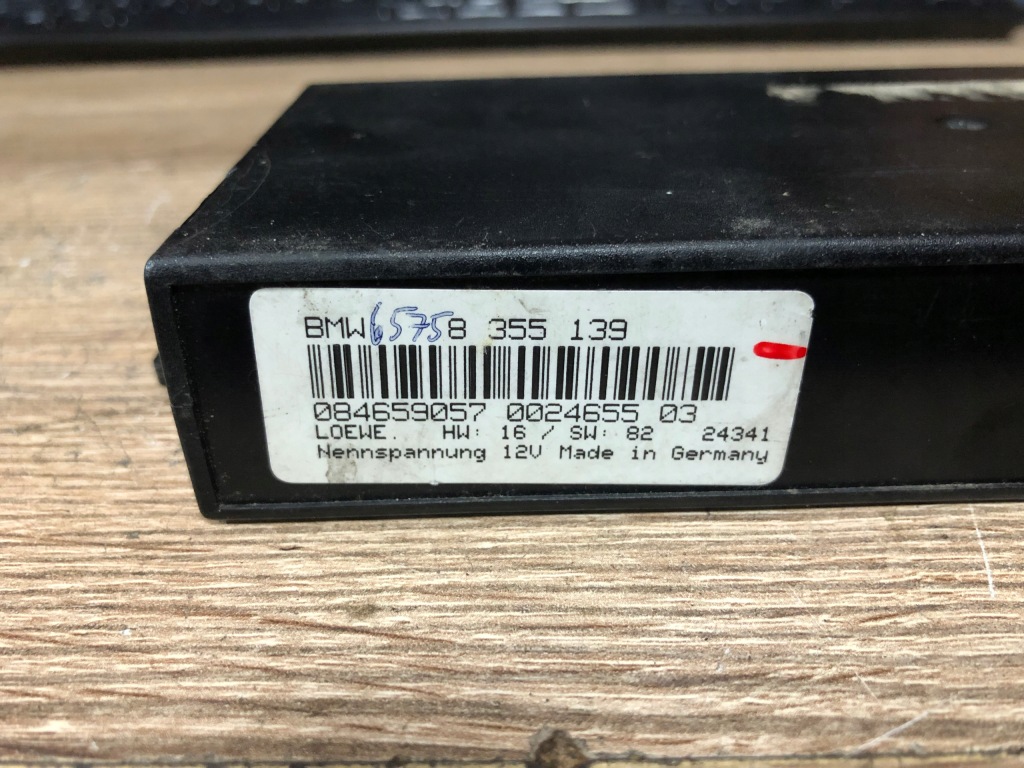 BMW 6575 8 355 139
084659057 0024655 03
LOEWE. HW: 16 / SW: 82 24341
Nennspannung 12V Made in Germany